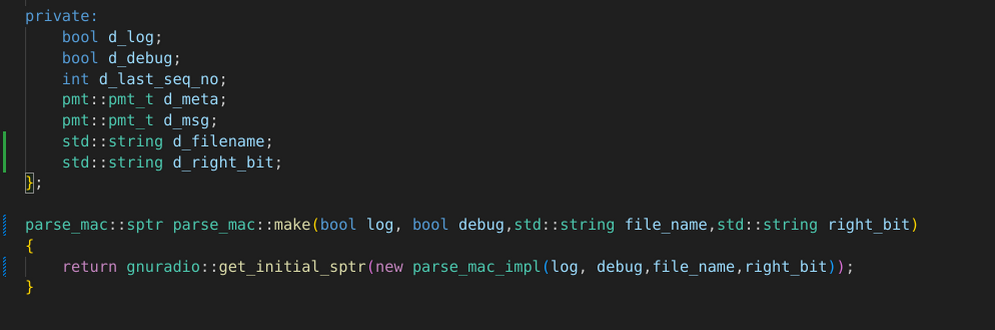 private:
bool d_log;
bool d_debug;
int d_last_seq_no;
pmt::pmt_t d_meta;
pmt::pmt_t d_msg;
std::string d_filename;
std::string d_right_bit;
};
parse_mac::sptr parse_mac::make(bool log, bool debug,std::string file_name,std::string right_bit)
{
return gnuradio::get_initial_sptr(new parse_mac_impl(log, debug,file_name,right_bit));
}